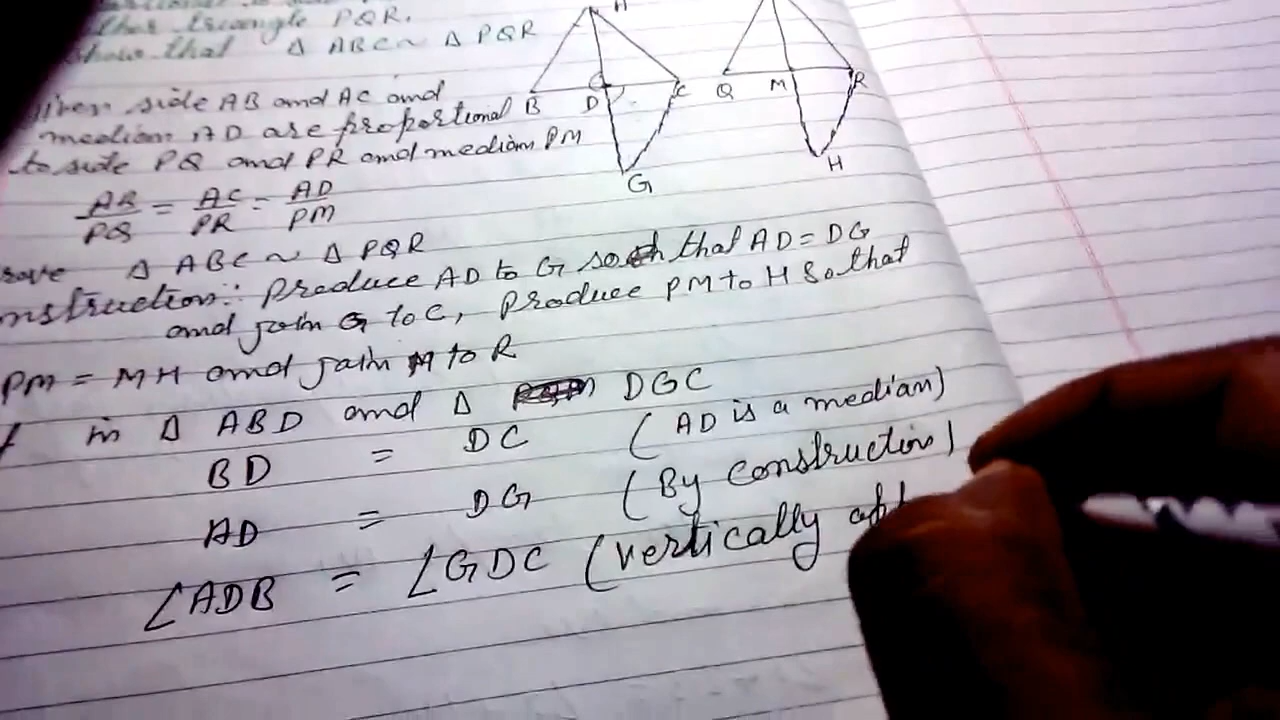 triangle PQR.
Show that Δ ABC ~ Δ PQR
Given side AB and AC and
median AD are proportional
to side PQ and PR and median PM
AB/PQ = AC/PR = AD/PM
rove Δ ABC ~ Δ PQR
nstruction:: Produce AD to G so that AD = DG
and join G to C, Produce PM to H So that
PM = MH and join M to R
in Δ ABD and Δ DGC
BD = DC (AD is a median)
AD = DG (By construction)
∠ADB = ∠GDC (vertically opp
B D C G
Q M R H